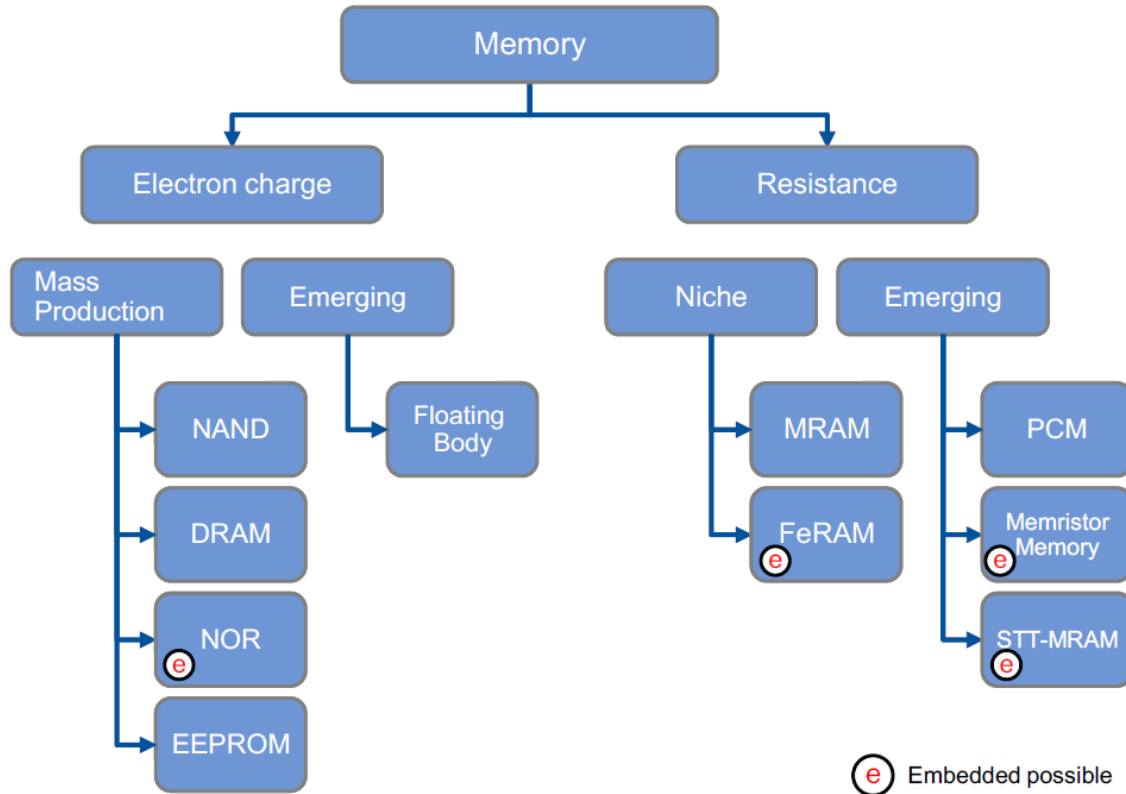 Memory
Electron charge
Resistance
Mass
Production
Emerging
Niche
Emerging
NAND
Floating
Body
MRAM
PCM
DRAM
FeRAM
e
Memristor
Memory
e
NOR
e
STT-MRAM
e
EEPROM
e Embedded possible